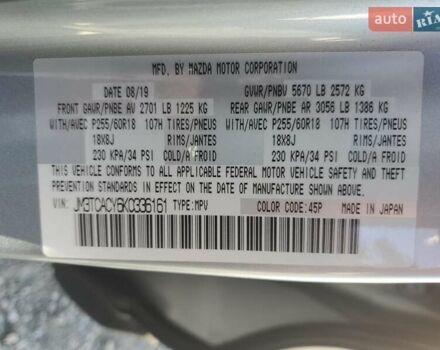 AUTO RIA
MFD. BY MAZDA MOTOR CORPORATION
DATE 08/19 GVWR/PNBV 5670 LB 2572 KG
FRONT GAWR/PNBE AV 2701 LB 1225 KG REAR GAWR/PNBE AR 3056 LB 1386 KG
WITH/AVEC P255/60R18 107H TIRES/PNEUS WITH/AVEC P255/60R18 107H TIRES/PNEUS
18X8J RIMS/JANTES 18X8J RIMS/JANTES
230 KPA/34 PSI COLD/A FROID 230 KPA/34 PSI COLD/A FROID
THIS VEHICLE CONFORMS TO ALL APPLICABLE FEDERAL MOTOR VEHICLE SAFETY, BUMPER, AND THEFT
PREVENTION STANDARDS IN EFFECT ON THE DATE OF MANUFACTURE SHOWN ABOVE.
VIN: JM3TCACY6K0336161 TYPE:MPV COLOR CODE:45P MADE IN JAPAN